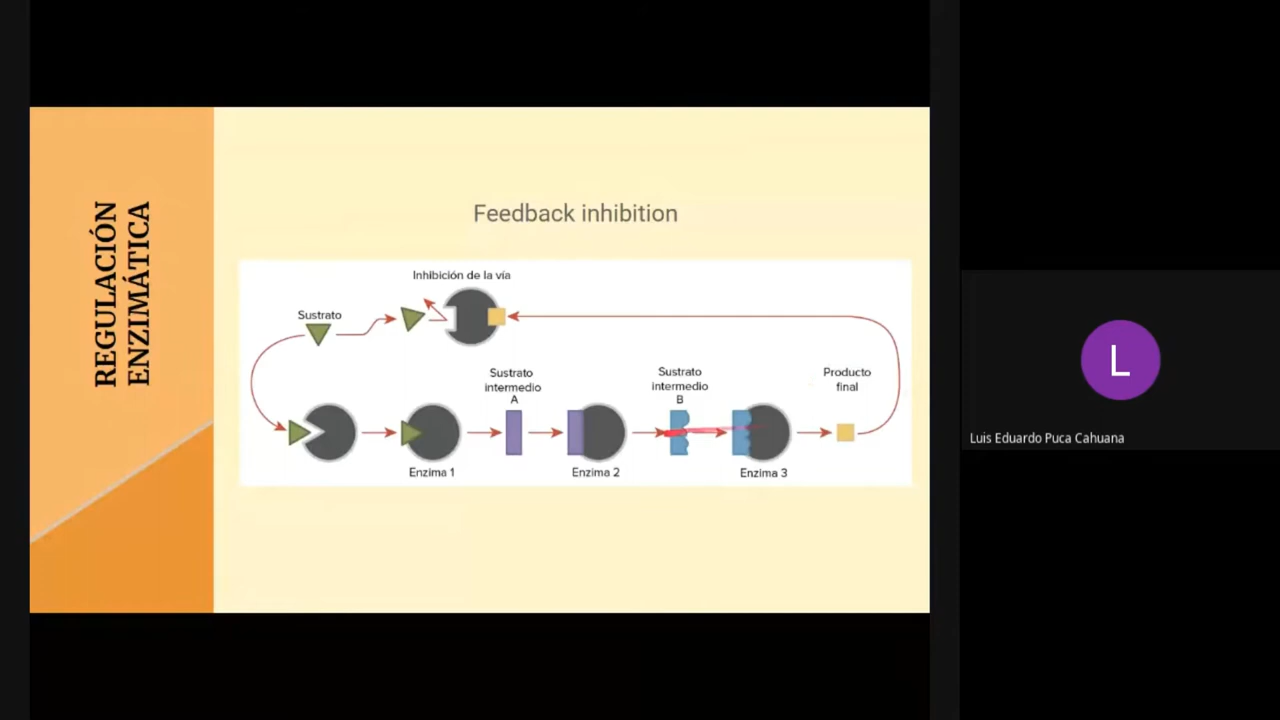 REGULACIÓN
ENZIMÁTICA
Feedback inhibition
Inhibición de la vía
Sustrato
Sustrato
intermedio
A
Sustrato
intermedio
B
Producto
final
Enzima 1
Enzima 2
Enzima 3
L
Luis Eduardo Puca Cahuana